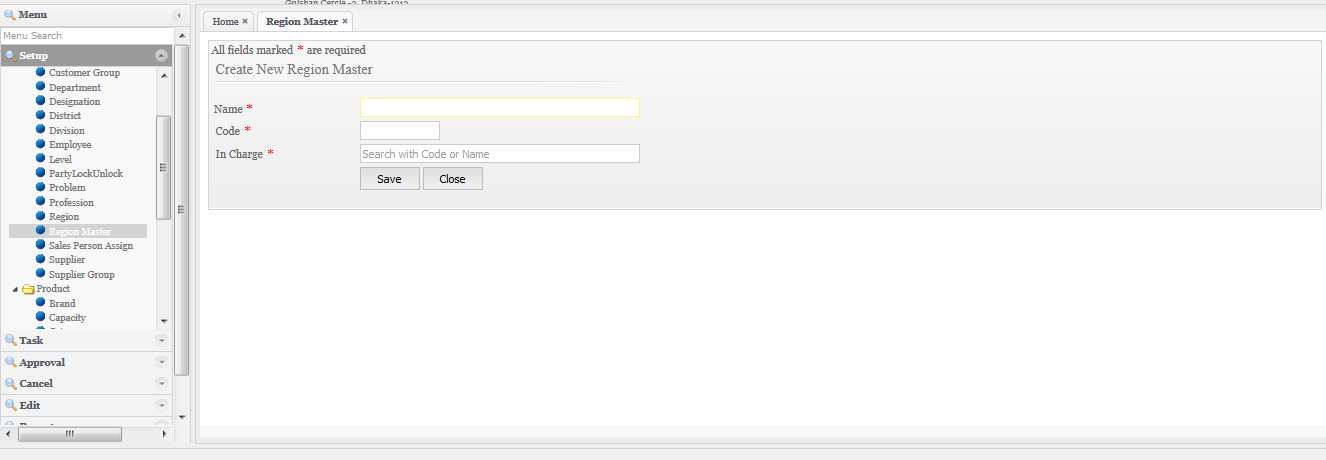 Gulshan Cercle -2, Dhaka-1212
Menu
Menu Search
Setup
Customer Group
Department
Designation
District
Division
Employee
Level
PartyLockUnlock
Problem
Profession
Region
Region Master
Sales Person Assign
Supplier
Supplier Group
Product
Brand
Capacity
Task
Approval
Cancel
Edit
Home
Region Master
All fields marked * are required
Create New Region Master
Name *
Code *
In Charge * Search with Code or Name
Save Close